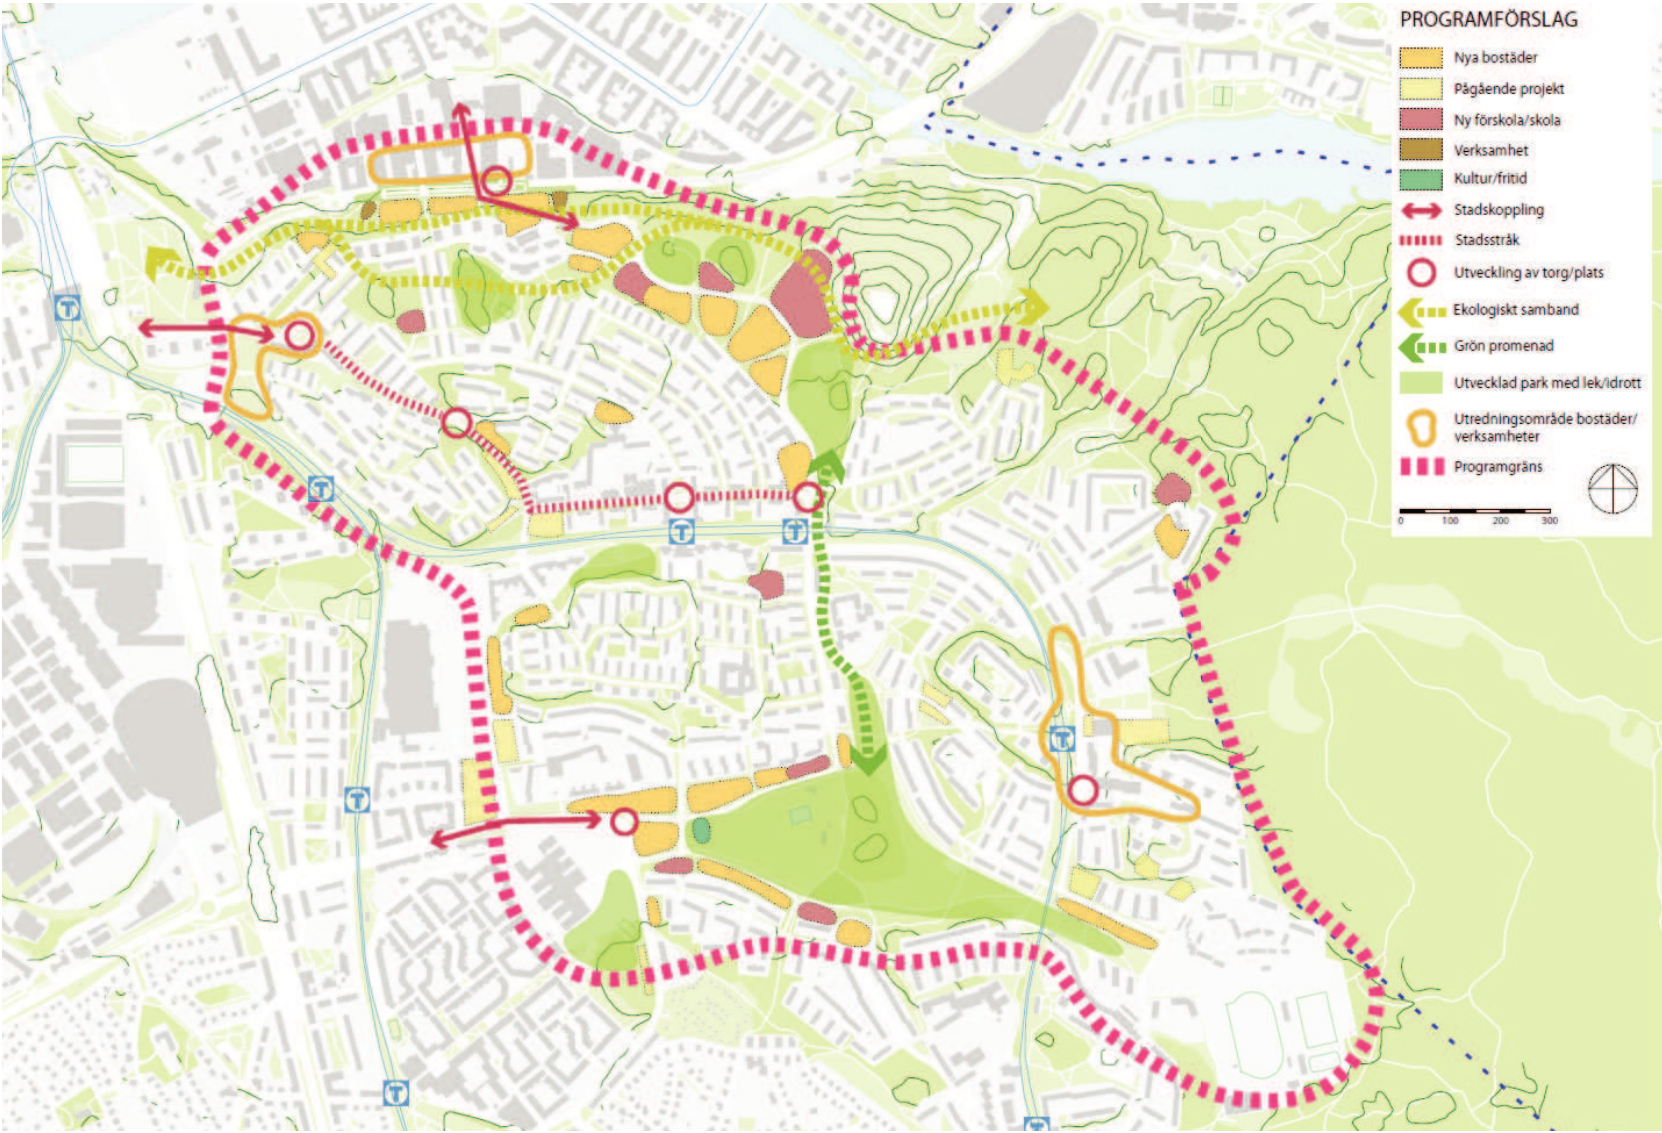 PROGRAMFÖRSLAG
Nya bostäder
Pågående projekt
Ny förskola/skola
Verksamhet
Kultur/fritid
Stadskoppling
Stadsstråk
Utveckling av torg/plats
Ekologiskt samband
Grön promenad
Utvecklad park med lek/idrott
Utredningsområde bostäder/
verksamheter
Programgräns
0 100 200 300
T
T
T
T
T
T
T
T